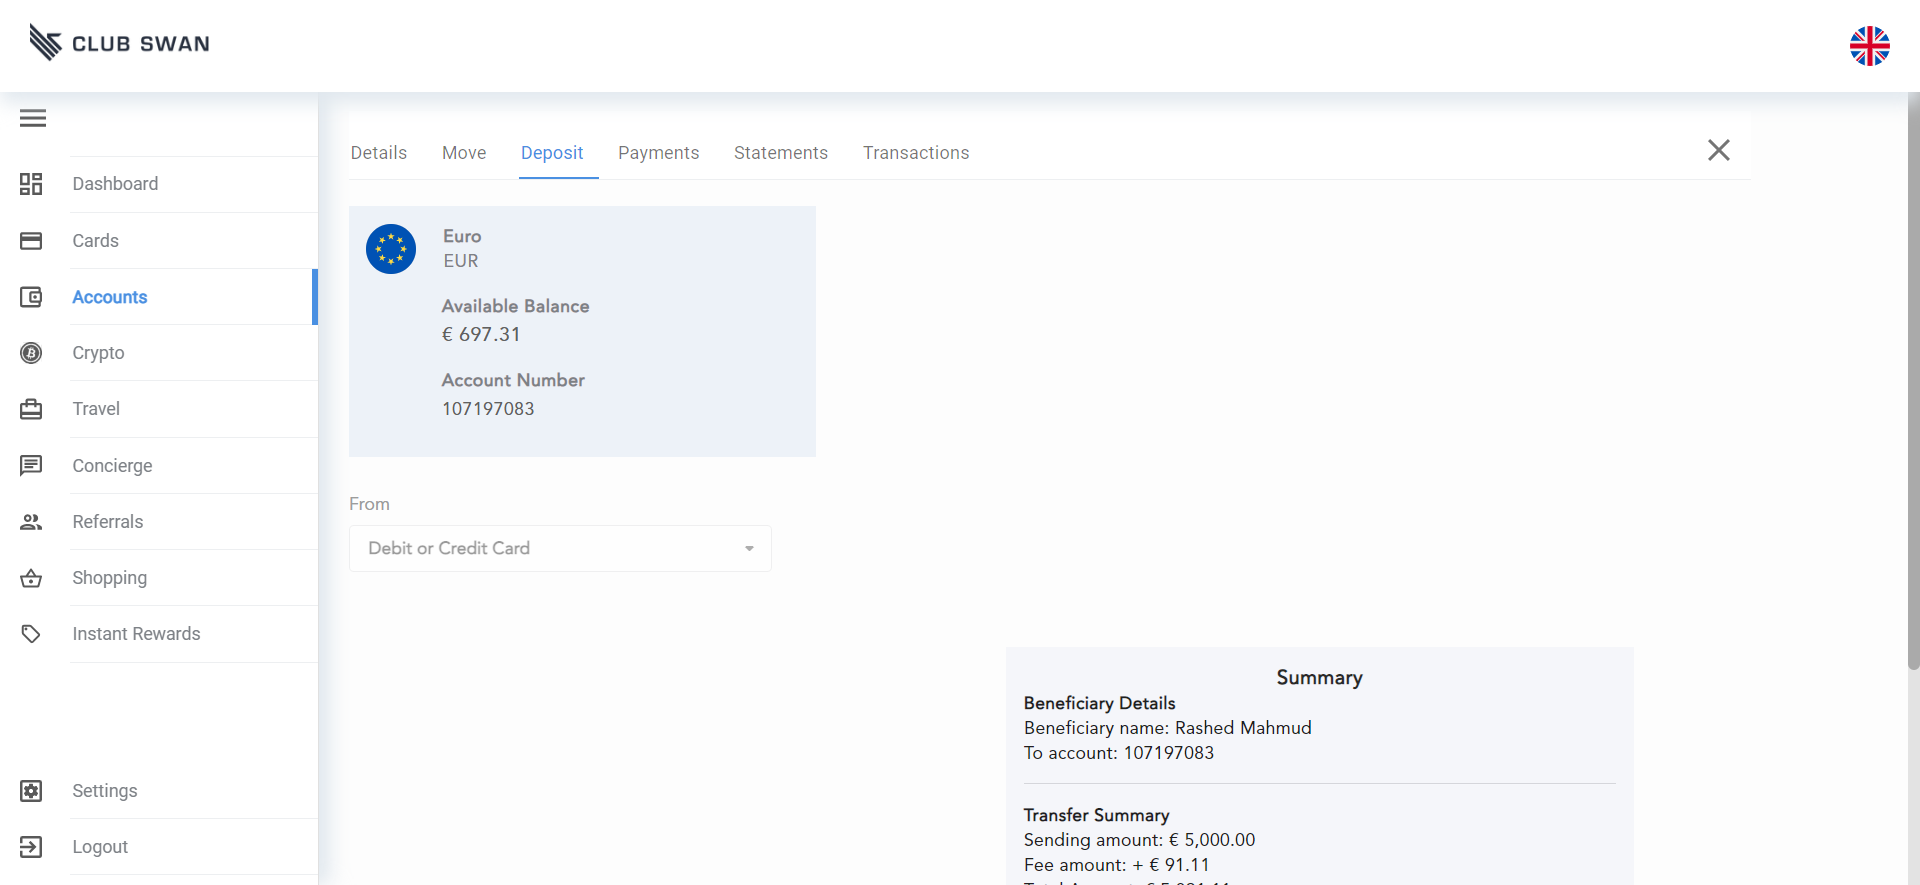 CLUB SWAN
Details Move Deposit Payments Statements Transactions
Dashboard
Cards
Accounts
Crypto
Travel
Concierge
Referrals
Shopping
Instant Rewards
Settings
Logout
Euro
EUR
Available Balance
€ 697.31
Account Number
107197083
From
Debit or Credit Card
Summary
Beneficiary Details
Beneficiary name: Rashed Mahmud
To account: 107197083
Transfer Summary
Sending amount: € 5,000.00
Fee amount: + € 91.11